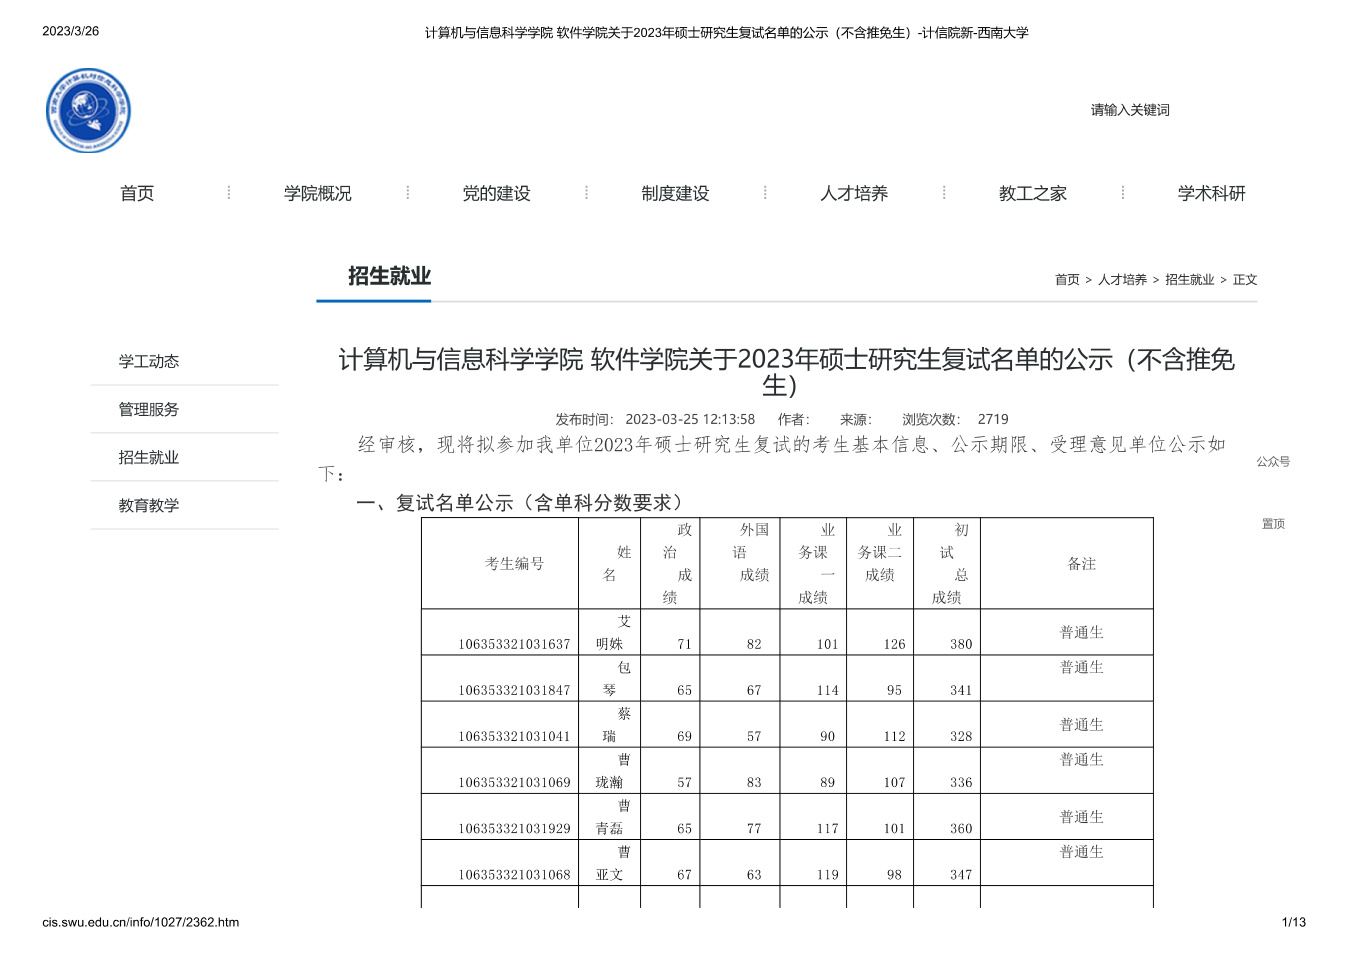 2023/3/26
计算机与信息科学学院 软件学院关于2023年硕士研究生复试名单的公示（不含推免生）-计信院新-西南大学
请输入关键词
首页 学院概况 党的建设 制度建设 人才培养 教工之家 学术科研
招生就业
首页 > 人才培养 > 招生就业 > 正文
学工动态
管理服务
招生就业
教育教学
计算机与信息科学学院 软件学院关于2023年硕士研究生复试名单的公示（不含推免
生）
发布时间： 2023-03-25 12:13:58 作者： 来源： 浏览次数： 2719
经审核，现将拟参加我单位2023年硕士研究生复试的考生基本信息、公示期限、受理意见单位公示如
下：
公众号
置顶
一、复试名单公示（含单科分数要求）
考生编号 姓名 政治成绩 外国语成绩 业务课一成绩 业务课二成绩 初试总成绩 备注
106353321031637 艾明姝 71 82 101 126 380 普通生
106353321031847 包琴 65 67 114 95 341 普通生
106353321031041 蔡瑞 69 57 90 112 328 普通生
106353321031069 曹珑瀚 57 83 89 107 336 普通生
106353321031929 曹青磊 65 77 117 101 360 普通生
106353321031068 曹亚文 67 63 119 98 347 普通生
cis.swu.edu.cn/info/1027/2362.htm
1/13